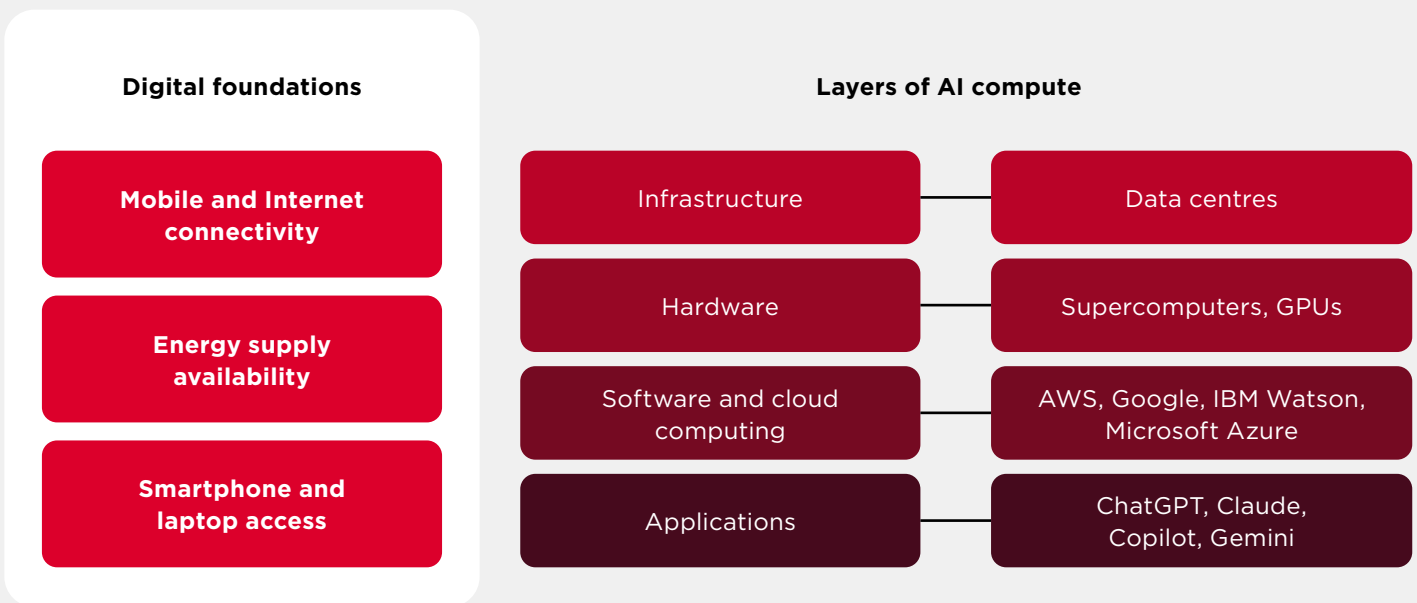 Digital foundations
Mobile and Internet
connectivity
Energy supply
availability
Smartphone and
laptop access
Layers of AI compute
Infrastructure
Data centres
Hardware
Supercomputers, GPUs
Software and cloud
computing
AWS, Google, IBM Watson,
Microsoft Azure
Applications
ChatGPT, Claude,
Copilot, Gemini